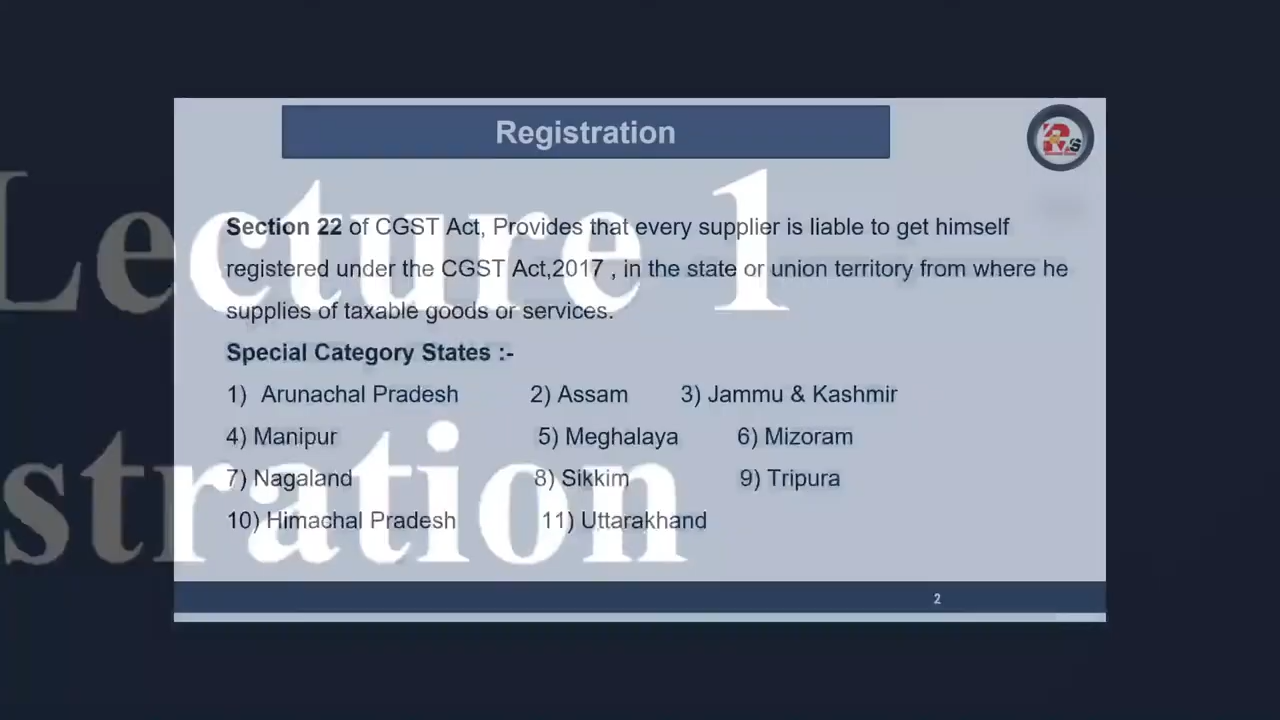 Registration
Section 22 of CGST Act, Provides that every supplier is liable to get himself
registered under the CGST Act,2017 , in the state or union territory from where he
supplies of taxable goods or services.
Special Category States :-
1) Arunachal Pradesh 2) Assam 3) Jammu & Kashmir
4) Manipur 5) Meghalaya 6) Mizoram
7) Nagaland 8) Sikkim 9) Tripura
10) Himachal Pradesh 11) Uttarakhand
2
Lecture 1
stration